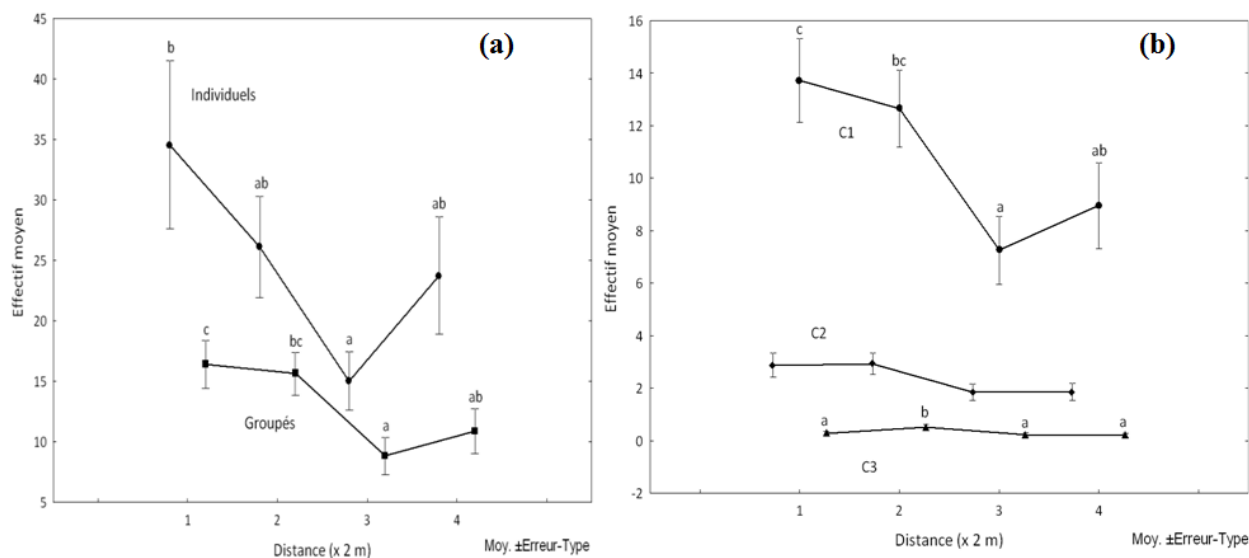 (a)
45
40
35
30
25
20
15
10
5
Effectif moyen
b
Individuels
ab
a
ab
c
bc
Groupés
a
ab
1 2 3 4
Distance (x 2 m) Moy. ±Erreur-Type
(b)
16
14
12
10
8
6
4
2
0
-2
Effectif moyen
c
bc
C1
a
ab
C2
a b a a
C3
1 2 3 4
Distance (x 2 m) Moy. ±Erreur-Type